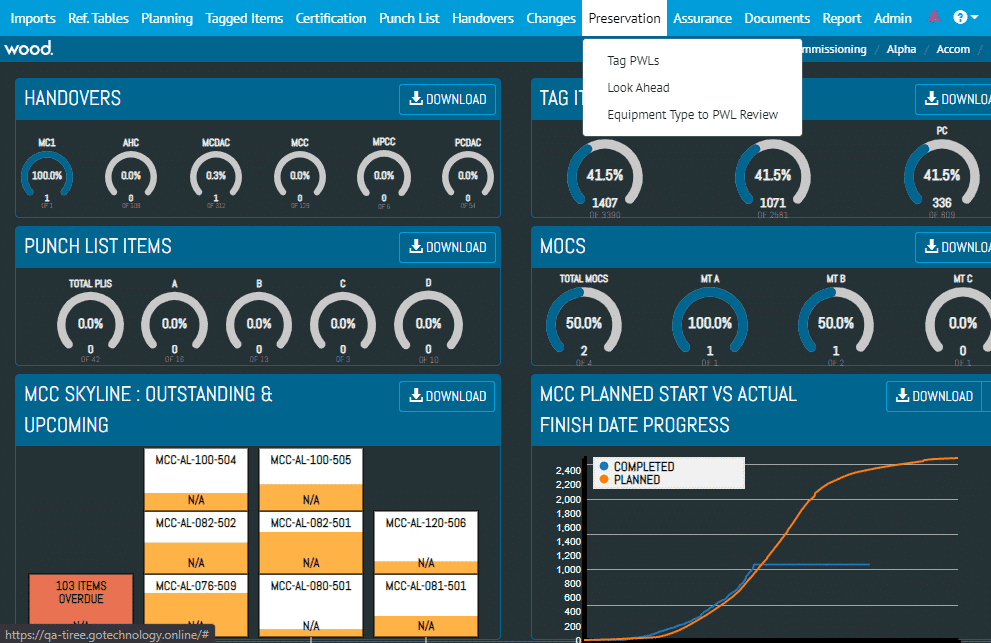 Imports Ref. Tables Planning Tagged Items Certification Punch List Handovers Changes Preservation Assurance Documents Report Admin ?
wood. mmissioning / Alpha / Accom /
Tag PWLs
Look Ahead
Equipment Type to PWL Review
HANDOVERS DOWNLOAD
MC1 AHC MCDAC MCC MPCC PCDAC
100.0% 0.0% 0.3% 0.0% 0.0% 0.0%
1 0 1 0 0 0
OF 1 OF 108 OF 312 OF 129 OF 6 OF 54
TAG IT DOWNLOA
PC
41.5% 41.5% 41.5%
1407 1071 336
OF 3390 OF 2581 OF 809
PUNCH LIST ITEMS DOWNLOAD
TOTAL PLIS A B C D
0.0% 0.0% 0.0% 0.0% 0.0%
0 0 0 0 0
OF 42 OF 16 OF 13 OF 3 OF 10
MOCS DOWNLOA
TOTAL MOCS MT A MT B MT C
50.0% 100.0% 50.0% 0.0%
2 1 1 0
OF 4 OF 1 OF 2 OF 1
MCC SKYLINE : OUTSTANDING &
UPCOMING
DOWNLOAD
MCC-AL-100-504 MCC-AL-100-505
N/A N/A
MCC-AL-082-502 MCC-AL-082-501 MCC-AL-120-506
N/A N/A N/A
103 ITEMS
OVERDUE
MCC-AL-076-509 MCC-AL-080-501 MCC-AL-081-501
N/A N/A N/A
MCC PLANNED START VS ACTUAL
FINISH DATE PROGRESS
DOWNLOAD
COMPLETED
PLANNED
2,400
2,200
2,000
1,800
1,600
1,400
1,200
1,000
800
600
400
200
0
https://qa-tiree.gotechnology.online/#